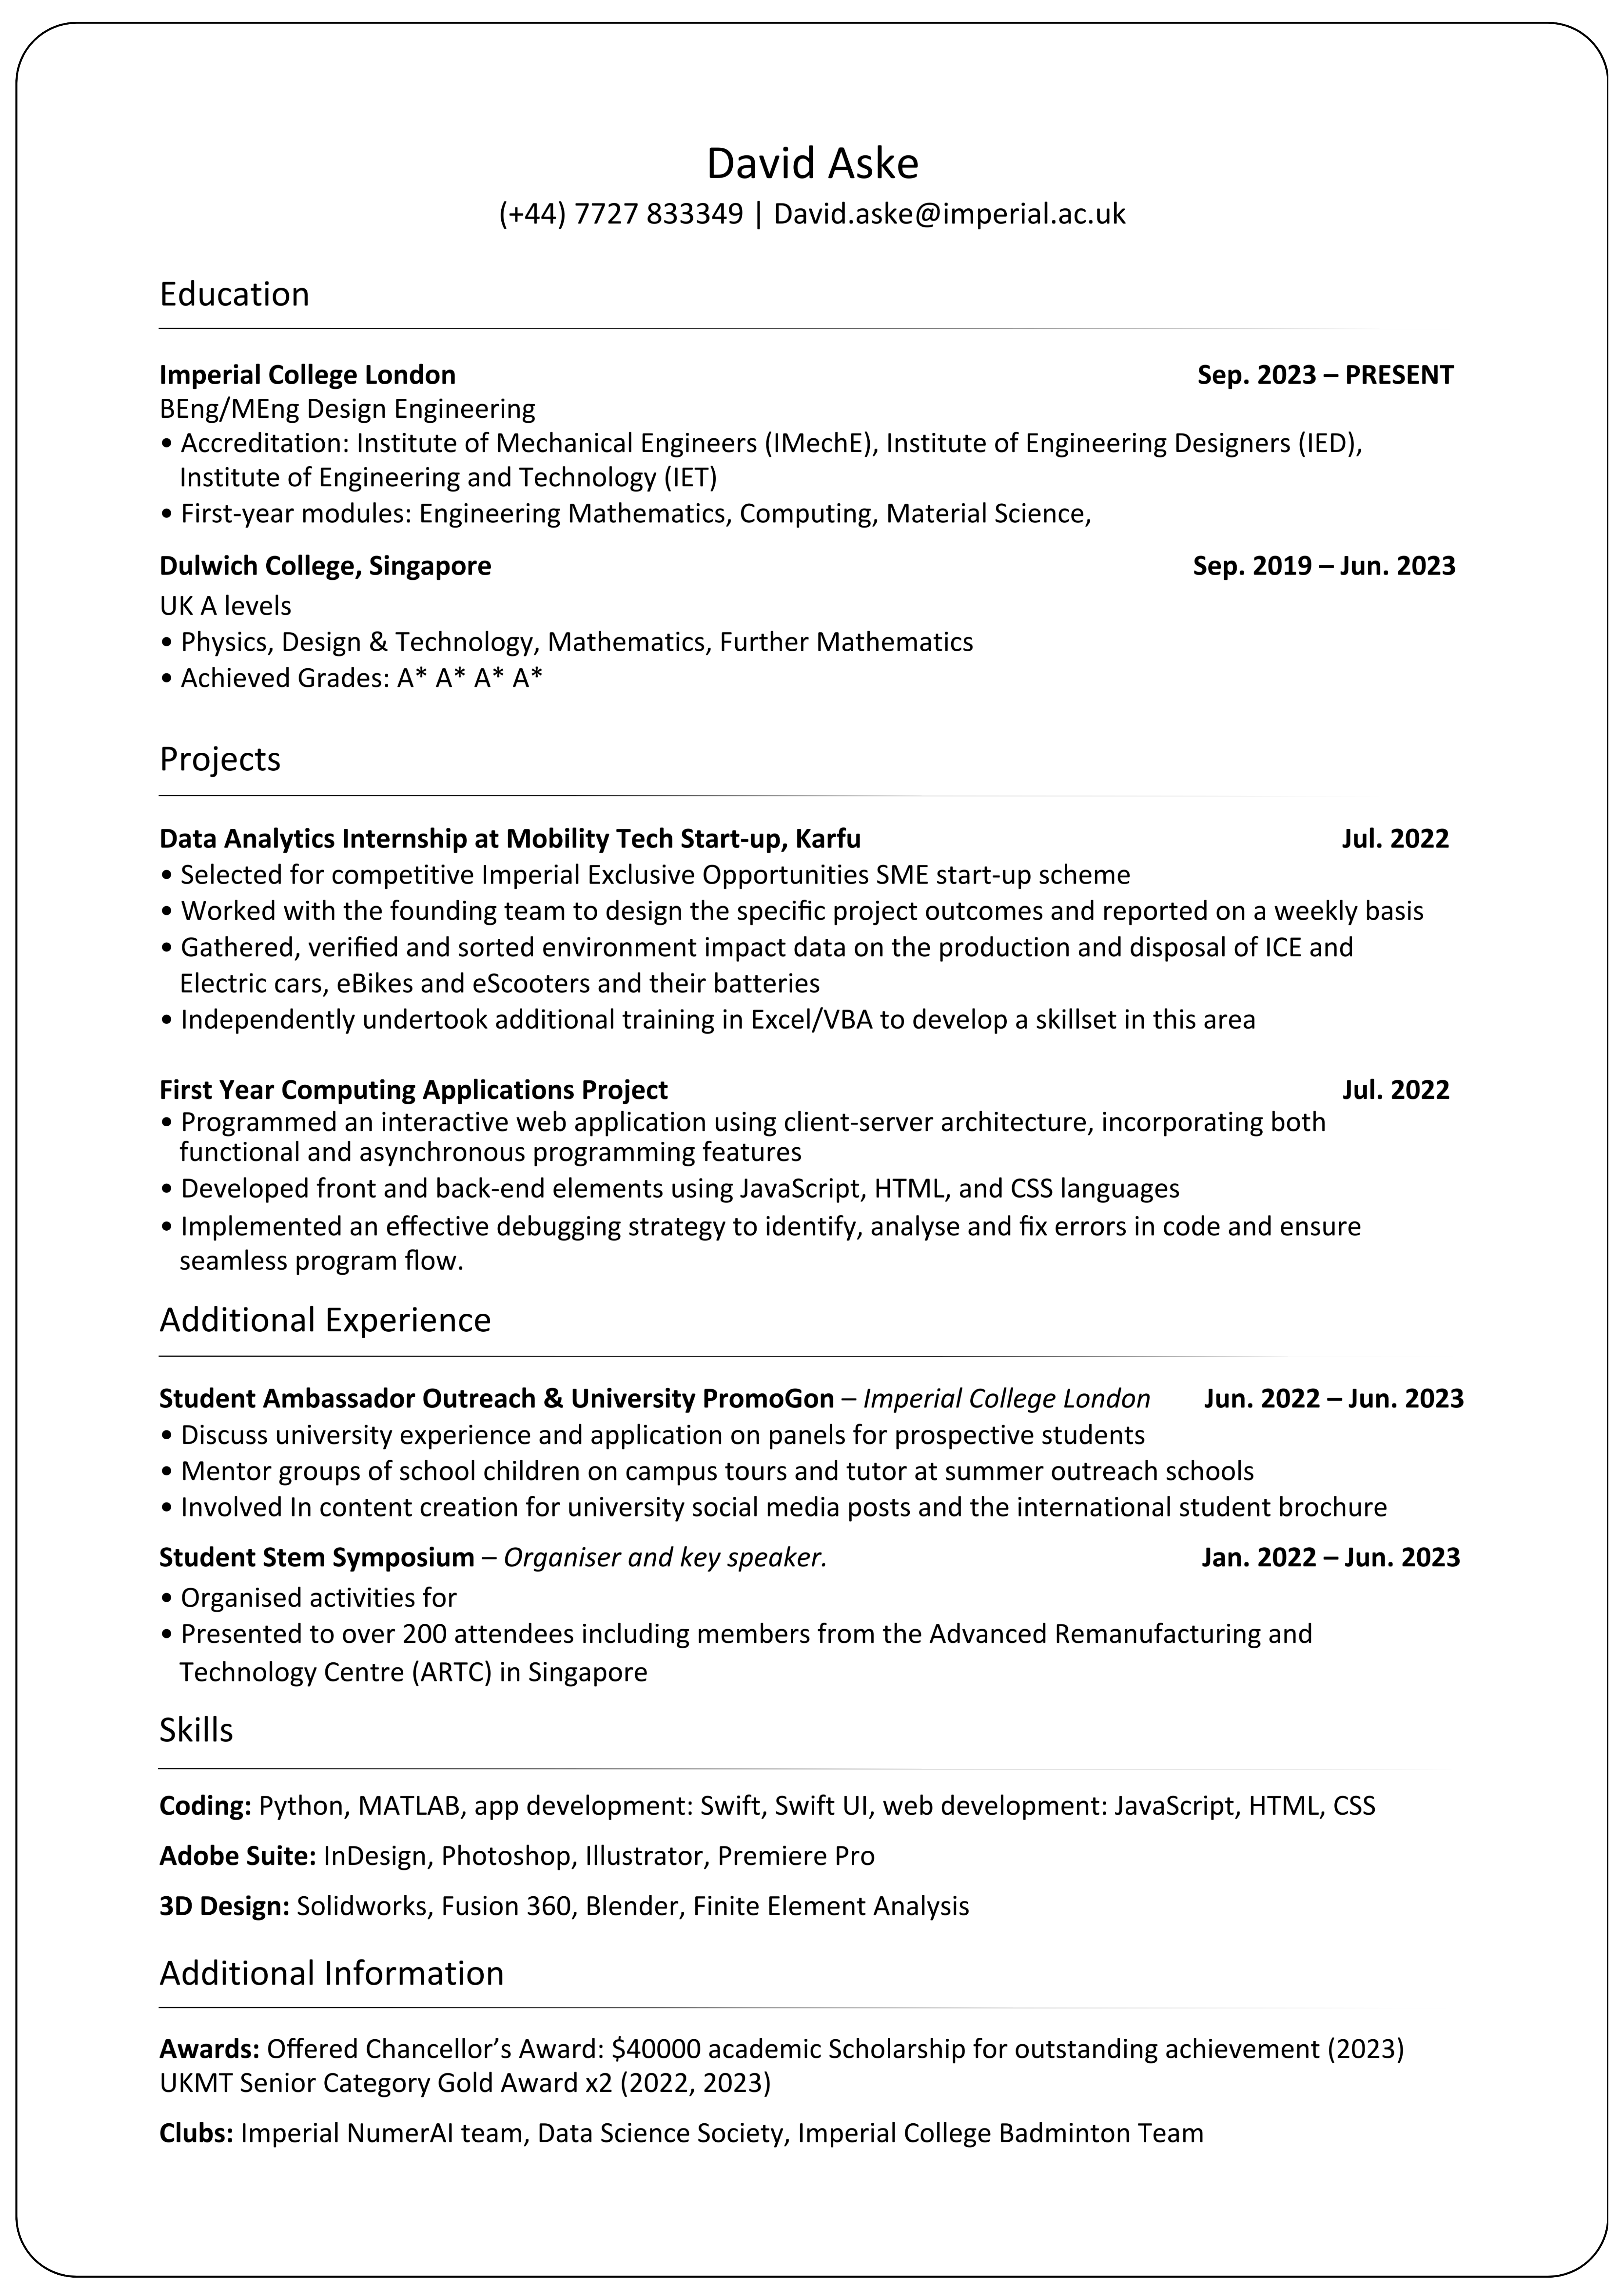 David Aske
(+44) 7727 833349 | David.aske@imperial.ac.uk
Education
Imperial College London Sep. 2023 – PRESENT
BEng/MEng Design Engineering
• Accreditation: Institute of Mechanical Engineers (IMechE), Institute of Engineering Designers (IED),
Institute of Engineering and Technology (IET)
• First-year modules: Engineering Mathematics, Computing, Material Science,
Dulwich College, Singapore Sep. 2019 – Jun. 2023
UK A levels
• Physics, Design & Technology, Mathematics, Further Mathematics
• Achieved Grades: A* A* A* A*
Projects
Data Analytics Internship at Mobility Tech Start-up, Karfu Jul. 2022
• Selected for competitive Imperial Exclusive Opportunities SME start-up scheme
• Worked with the founding team to design the specific project outcomes and reported on a weekly basis
• Gathered, verified and sorted environment impact data on the production and disposal of ICE and
Electric cars, eBikes and eScooters and their batteries
• Independently undertook additional training in Excel/VBA to develop a skillset in this area
First Year Computing Applications Project Jul. 2022
• Programmed an interactive web application using client-server architecture, incorporating both
functional and asynchronous programming features
• Developed front and back-end elements using JavaScript, HTML, and CSS languages
• Implemented an effective debugging strategy to identify, analyse and fix errors in code and ensure
seamless program flow.
Additional Experience
Student Ambassador Outreach & University PromoGon – Imperial College London Jun. 2022 – Jun. 2023
• Discuss university experience and application on panels for prospective students
• Mentor groups of school children on campus tours and tutor at summer outreach schools
• Involved In content creation for university social media posts and the international student brochure
Student Stem Symposium – Organiser and key speaker. Jan. 2022 – Jun. 2023
• Organised activities for
• Presented to over 200 attendees including members from the Advanced Remanufacturing and
Technology Centre (ARTC) in Singapore
Skills
Coding: Python, MATLAB, app development: Swift, Swift UI, web development: JavaScript, HTML, CSS
Adobe Suite: InDesign, Photoshop, Illustrator, Premiere Pro
3D Design: Solidworks, Fusion 360, Blender, Finite Element Analysis
Additional Information
Awards: Offered Chancellor’s Award: $40000 academic Scholarship for outstanding achievement (2023)
UKMT Senior Category Gold Award x2 (2022, 2023)
Clubs: Imperial NumerAI team, Data Science Society, Imperial College Badminton Team